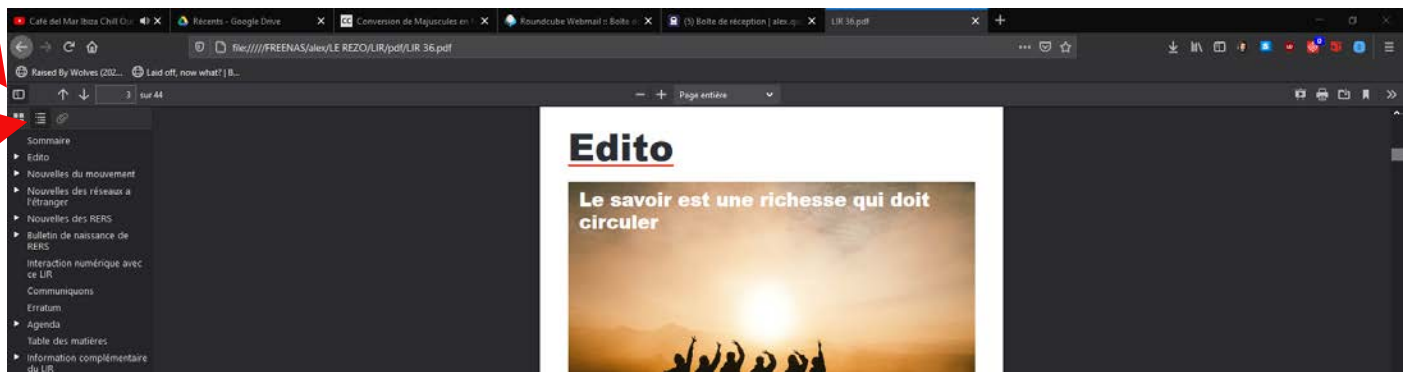 Café del Mar Ibiza Chill Ou
Récents - Google Drive
Conversion de Majuscules en
Roundcube Webmail :: Boîte
(5) Boîte de réception | alex.
LIR 36.pdf
file://///FREENAS/alex/LE REZO/LIR/pdf/LIR 36.pdf
Raised By Wolves (202...
Laid off, now what? | B...
3 sur 44
Page entière
Sommaire
Edito
Nouvelles du mouvement
Nouvelles des réseaux a
l'étranger
Nouvelles des RERS
Bulletin de naissance de
RERS
Interaction numérique avec
ce LIR
Communiquons
Erratum
Agenda
Table des matières
Information complémentaire
du LIR
Edito
Le savoir est une richesse qui doit
circuler